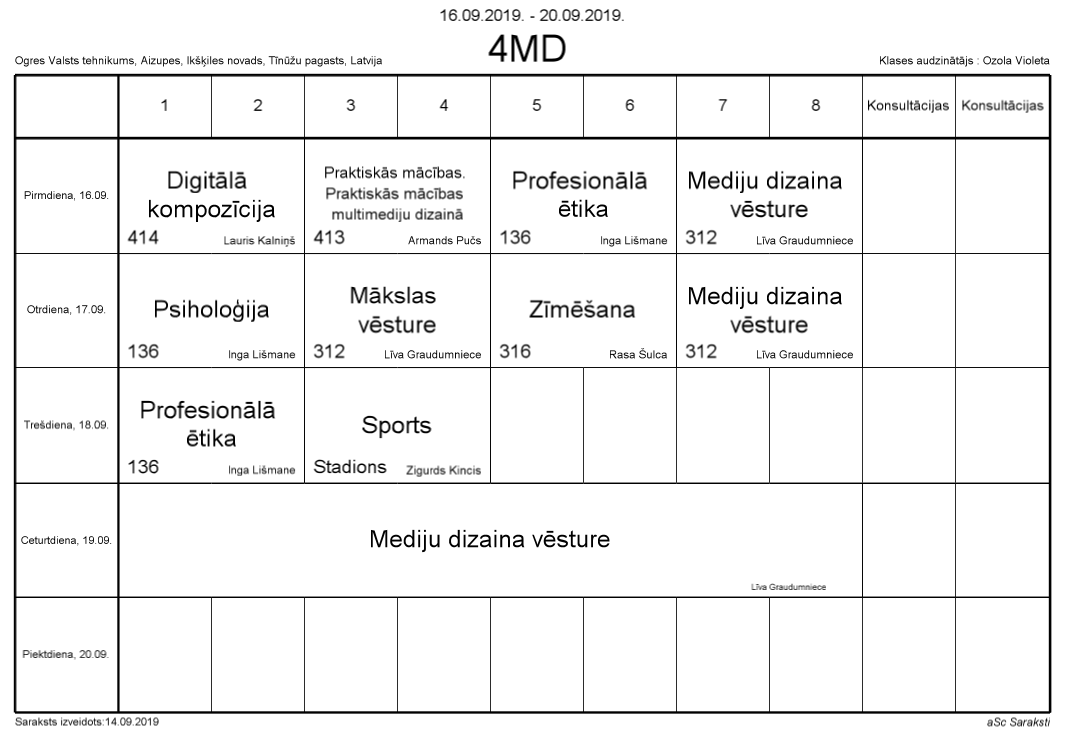 16.09.2019. - 20.09.2019.
4MD
Ogres Valsts tehnikums, Aizupes, Ikšķiles novads, Tīnūžu pagasts, Latvija
Klases audzinātājs : Ozola Violeta
1 2 3 4 5 6 7 8 Konsultācijas Konsultācijas
Pirmdiena, 16.09.
Digitālā
kompozīcija
414 Lauris Kalniņš
Praktiskās mācības.
Praktiskās mācības
multimediju dizainā
413 Armands Pučs
Profesionālā
ētika
136 Inga Lišmane
Mediju dizaina
vēsture
312 Līva Graudumniece
Otrdiena, 17.09.
Psiholoģija
136 Inga Lišmane
Mākslas
vēsture
312 Līva Graudumniece
Zīmēšana
316 Rasa Šulca
Mediju dizaina
vēsture
312 Līva Graudumniece
Trešdiena, 18.09.
Profesionālā
ētika
136 Inga Lišmane
Sports
Stadions Zigurds Kincis
Ceturtdiena, 19.09.
Mediju dizaina vēsture
Līva Graudumniece
Piektdiena, 20.09.
Saraksts izveidots:14.09.2019
aSc Saraksti